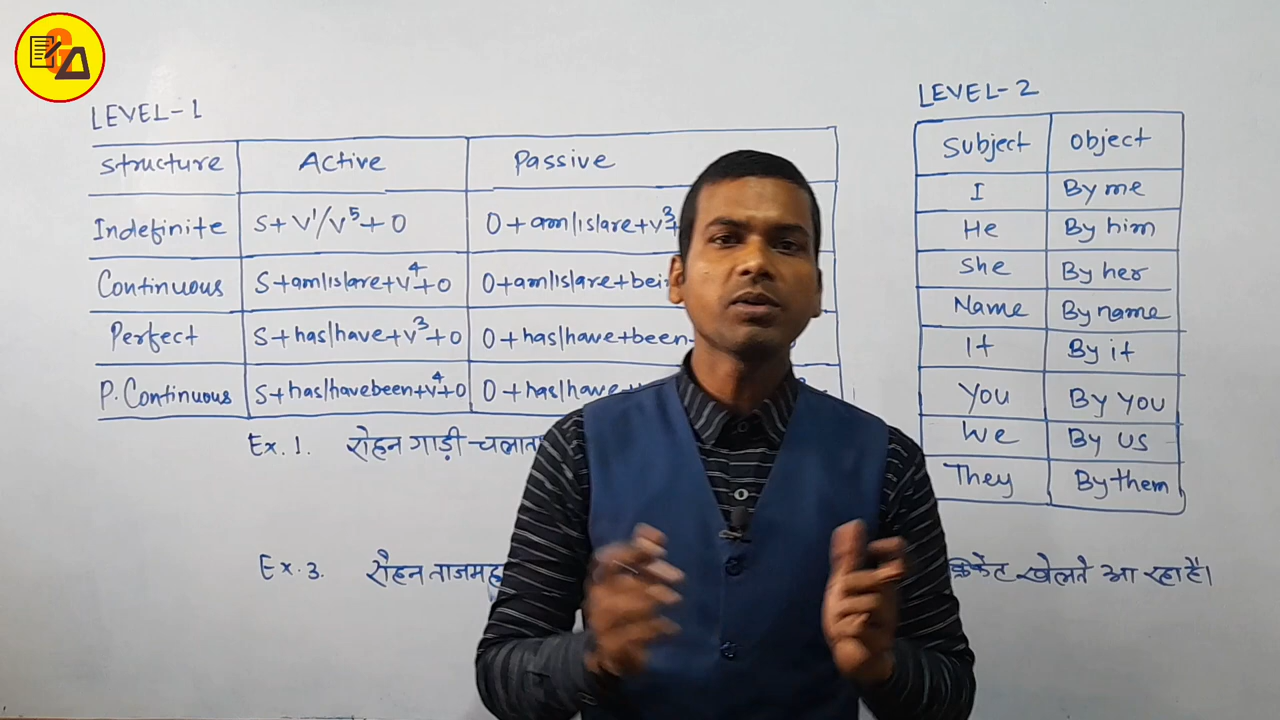 LEVEL-1
Structure Active Passive
Indefinite S+V¹/V⁵+O O+am/is/are+V³+
Continuous S+am/is/are+V⁴+O O+am/is/are+bei
Perfect S+has/have+V³+O O+has/have+been
P. Continuous S+has/havebeen+V⁴+O O+has/have+
Ex. 1. रोहन गाड़ी चलाता
Ex. 3. रोहन ताजमह
LEVEL-2
Subject Object
I By me
He By him
She By her
Name By name
It By it
You By you
We By us
They By them
खेलते आ रहा है।